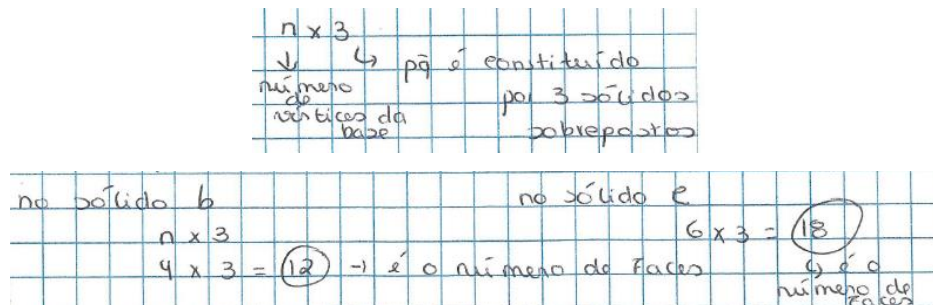 n x 3
↓ ↳ pq é constituído
número de vértices da base
por 3 sólidos
sobrepostos
no sólido b
n x 3
4 x 3 = 12 → é o número de faces
no sólido c
6 x 3 = 18
↳ é o
número de
faces